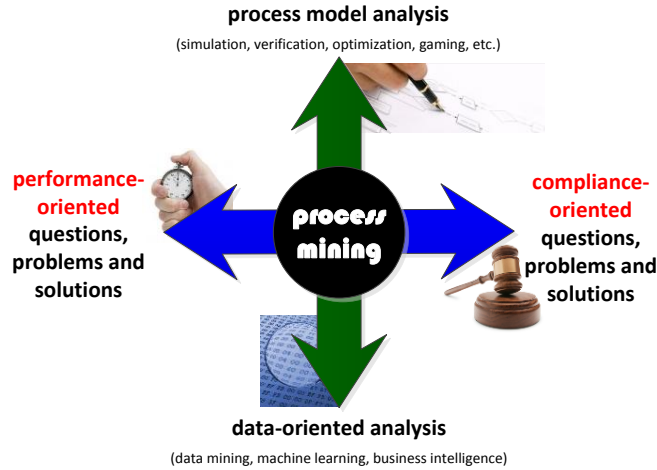 process model analysis
(simulation, verification, optimization, gaming, etc.)
performance-
oriented
questions,
problems and
solutions
process
mining
compliance-
oriented
questions,
problems and
solutions
data-oriented analysis
(data mining, machine learning, business intelligence)